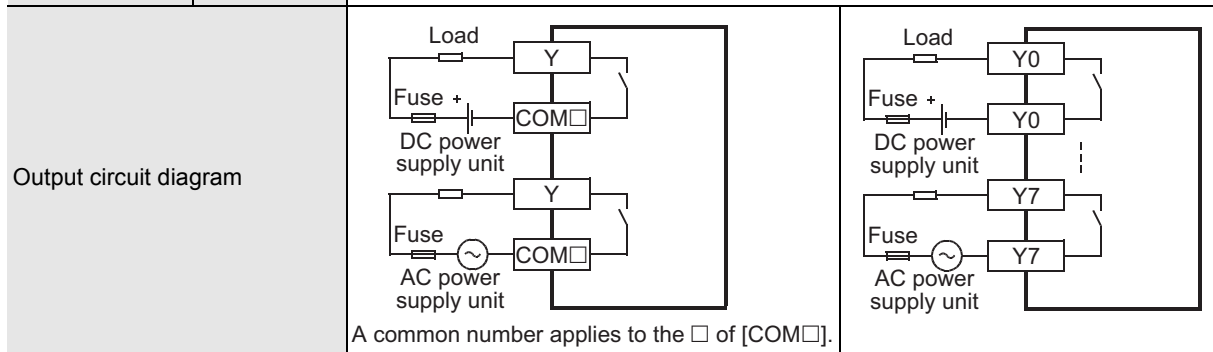 Output circuit diagram
Load
Y
Fuse +
COM□
DC power
supply unit
Y
Fuse
COM□
AC power
supply unit
A common number applies to the □ of [COM□].
Load
Y0
Fuse +
Y0
DC power
supply unit
Y7
Fuse
Y7
AC power
supply unit